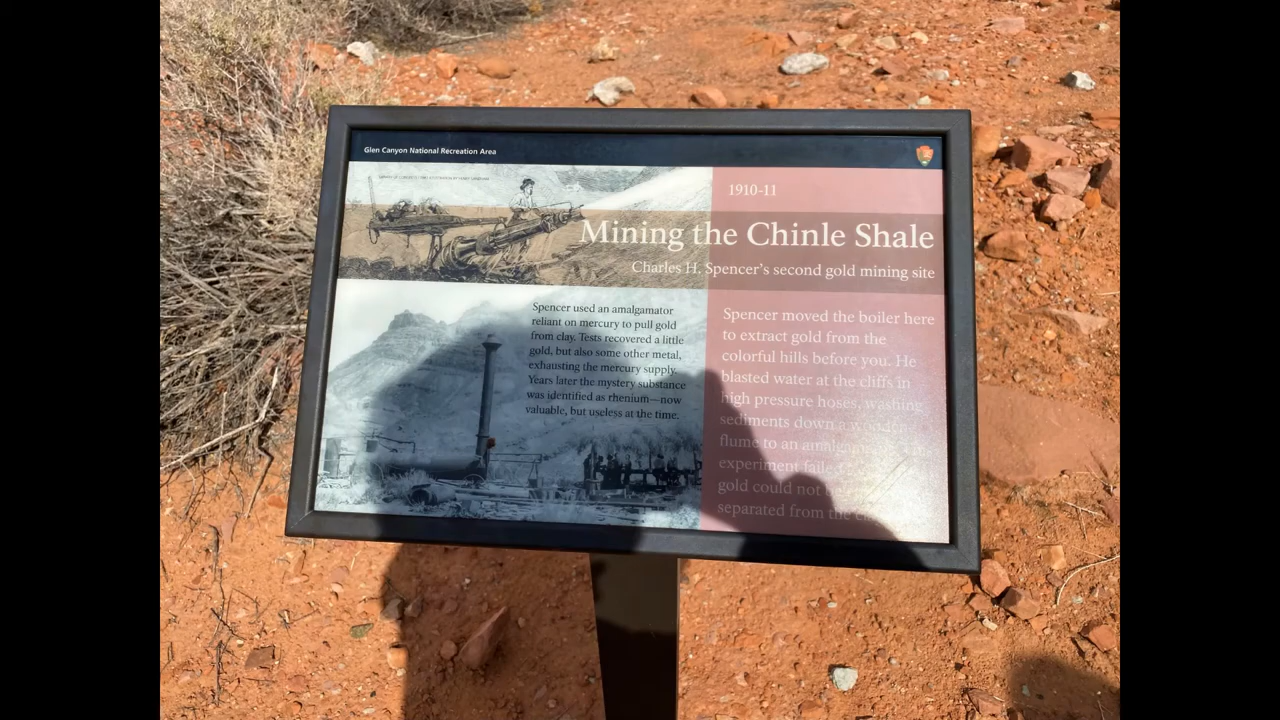 Glen Canyon National Recreation Area
1910-11
Mining the Chinle Shale
Charles H. Spencer's second gold mining site
Spencer used an amalgamator
reliant on mercury to pull gold
from clay. Tests recovered a little
gold, but also some other metal,
exhausting the mercury supply.
Years later the mystery substance
was identified as rhenium—now
valuable, but useless at the time.
Spencer moved the boiler here
to extract gold from the
colorful hills before you. He
blasted water at the cliffs in
high pressure hoses, washing
sediments down a wooden
flume to an
experiment failed
gold could not be
separated from the